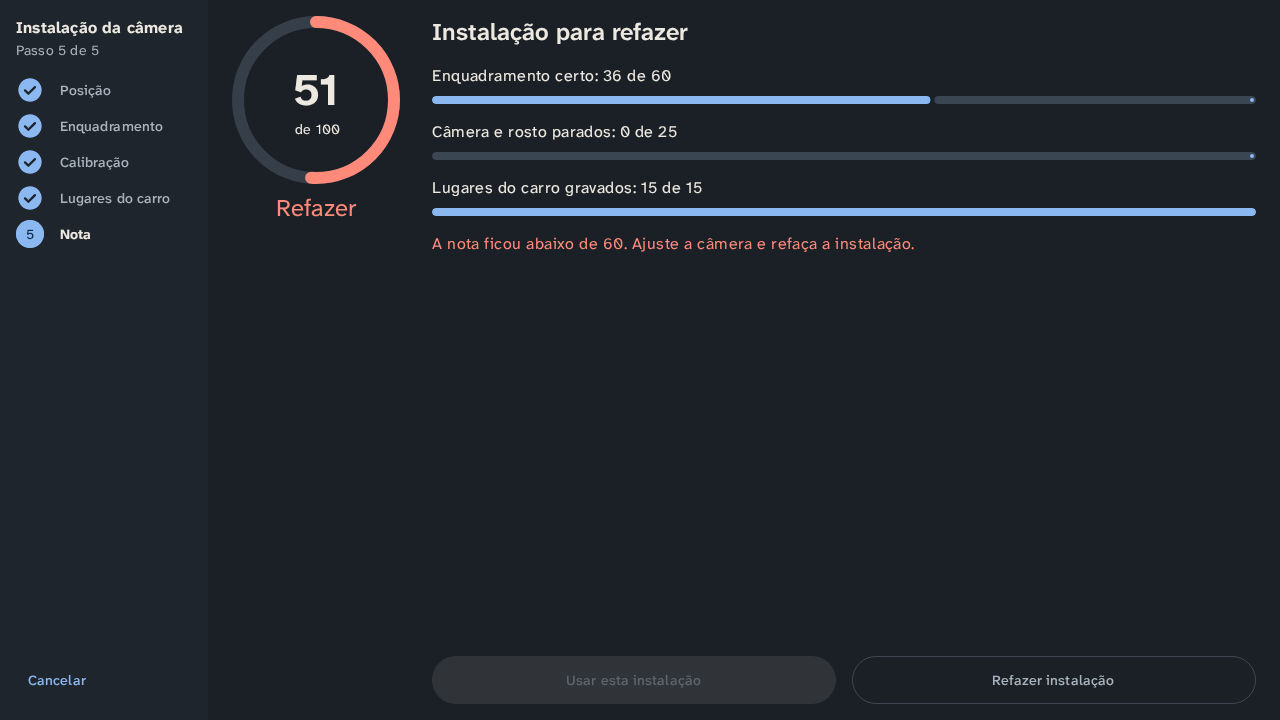 Instalação da câmera
Passo 5 de 5
Posição
Enquadramento
Calibração
Lugares do carro
5 Nota
Cancelar
51
de 100
Refazer
Instalação para refazer
Enquadramento certo: 36 de 60
Câmera e rosto parados: 0 de 25
Lugares do carro gravados: 15 de 15
A nota ficou abaixo de 60. Ajuste a câmera e refaça a instalação.
Usar esta instalação
Refazer instalação